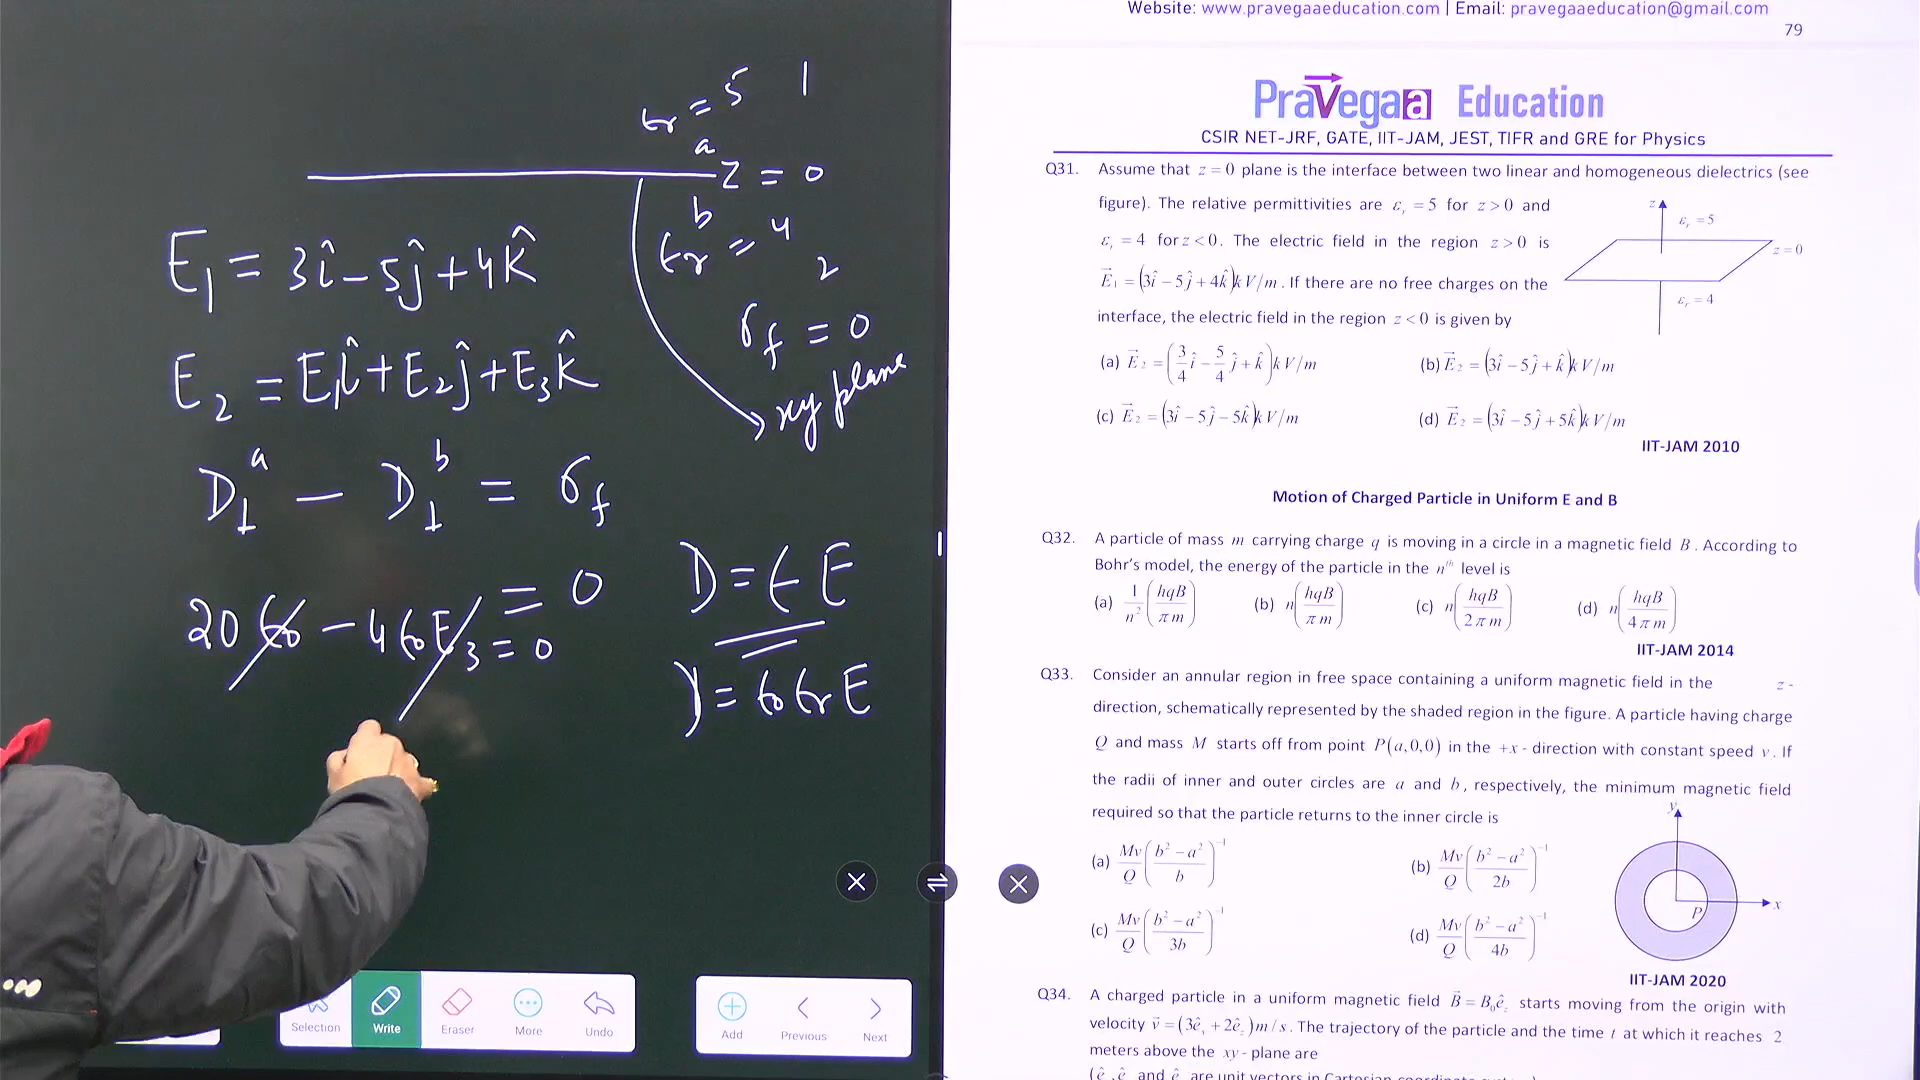 εr = 5 1
a
z = 0
b
εr = 4
2
σf = 0
xy plane
E1 = 3î - 5ĵ + 4k̂
E2 = E1î + E2ĵ + E3k̂
D⊥^a - D⊥^b = σf
= 0
20 ε0 - 4 ε0 E3 = 0
D = ε E
D = ε0 εr E
Selection
Write
Eraser
More
Undo
Add
Previous
Next
Website: www.pravegaaeducation.com | Email: pravegaaeducation@gmail.com
79
Pravegaa Education
CSIR NET-JRF, GATE, IIT-JAM, JEST, TIFR and GRE for Physics
Q31. Assume that z = 0 plane is the interface between two linear and homogeneous dielectrics (see
figure). The relative permittivities are εr = 5 for z > 0 and
εr = 4 for z < 0. The electric field in the region z > 0 is
E⃗1 = (3î - 5ĵ + 4k̂)kV/m. If there are no free charges on the
interface, the electric field in the region z < 0 is given by
z
εr = 5
z = 0
εr = 4
(a) E⃗2 = (3/4 î - 5/4 ĵ + k̂)kV/m (b) E⃗2 = (3î - 5ĵ + k̂)kV/m
(c) E⃗2 = (3î - 5ĵ - 5k̂)kV/m (d) E⃗2 = (3î - 5ĵ + 5k̂)kV/m
IIT-JAM 2010
Motion of Charged Particle in Uniform E and B
Q32. A particle of mass m carrying charge q is moving in a circle in a magnetic field B. According to
Bohr's model, the energy of the particle in the nth level is
(a) 1/n² (hqB/πm) (b) n(hqB/πm) (c) n(hqB/2πm) (d) n(hqB/4πm)
IIT-JAM 2014
Q33. Consider an annular region in free space containing a uniform magnetic field in the z-
direction, schematically represented by the shaded region in the figure. A particle having charge
Q and mass M starts off from point P(a,0,0) in the +x - direction with constant speed v. If
the radii of inner and outer circles are a and b, respectively, the minimum magnetic field
required so that the particle returns to the inner circle is
(a) Mv/Q ((b² - a²)/b)^-1 (b) Mv/Q ((b² - a²)/2b)^-1
(c) Mv/Q ((b² - a²)/3b)^-1 (d) Mv/Q ((b² - a²)/4b)^-1
y
x
P
IIT-JAM 2020
Q34. A charged particle in a uniform magnetic field B⃗ = B0êz starts moving from the origin with
velocity v⃗ = (3êx + 2êz)m/s. The trajectory of the particle and the time t at which it reaches 2
meters above the xy - plane are